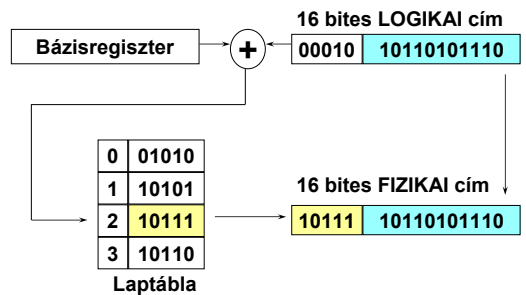 16 bites LOGIKAI cím
Bázisregiszter + 00010 10110101110
0 01010
1 10101
16 bites FIZIKAI cím
2 10111 10111 10110101110
3 10110
Laptábla